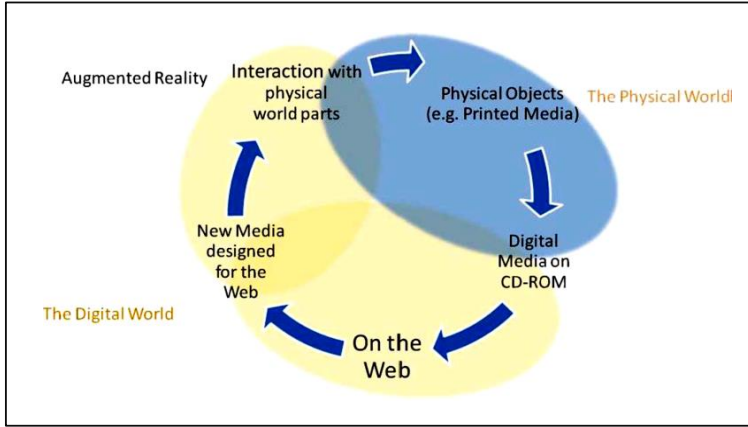 Augmented Reality
Interaction with
physical
world parts
Physical Objects
(e.g. Printed Media)
The Physical World
Digital
Media on
CD-ROM
On the
Web
New Media
designed
for the
Web
The Digital World